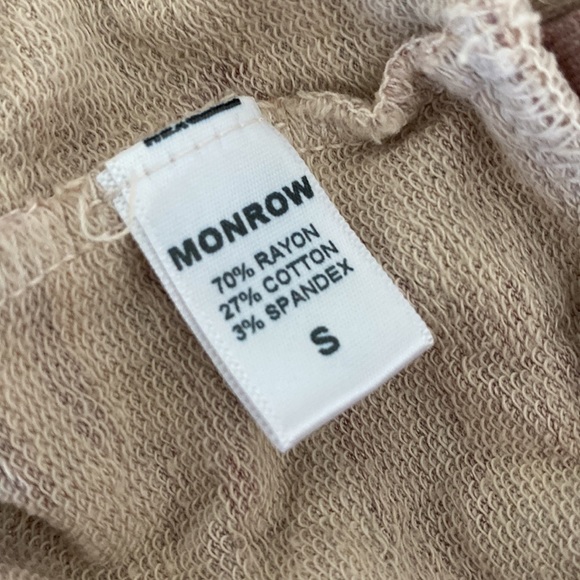 MONROW
70% RAYON
27% COTTON
3% SPANDEX
S